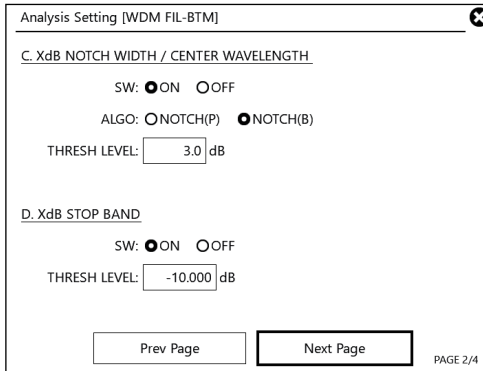 Analysis Setting [WDM FIL-BTM]
C. XdB NOTCH WIDTH / CENTER WAVELENGTH
SW: ON OFF
ALGO: NOTCH(P) NOTCH(B)
THRESH LEVEL: 3.0 dB
D. XdB STOP BAND
SW: ON OFF
THRESH LEVEL: -10.000 dB
Prev Page Next Page PAGE 2/4